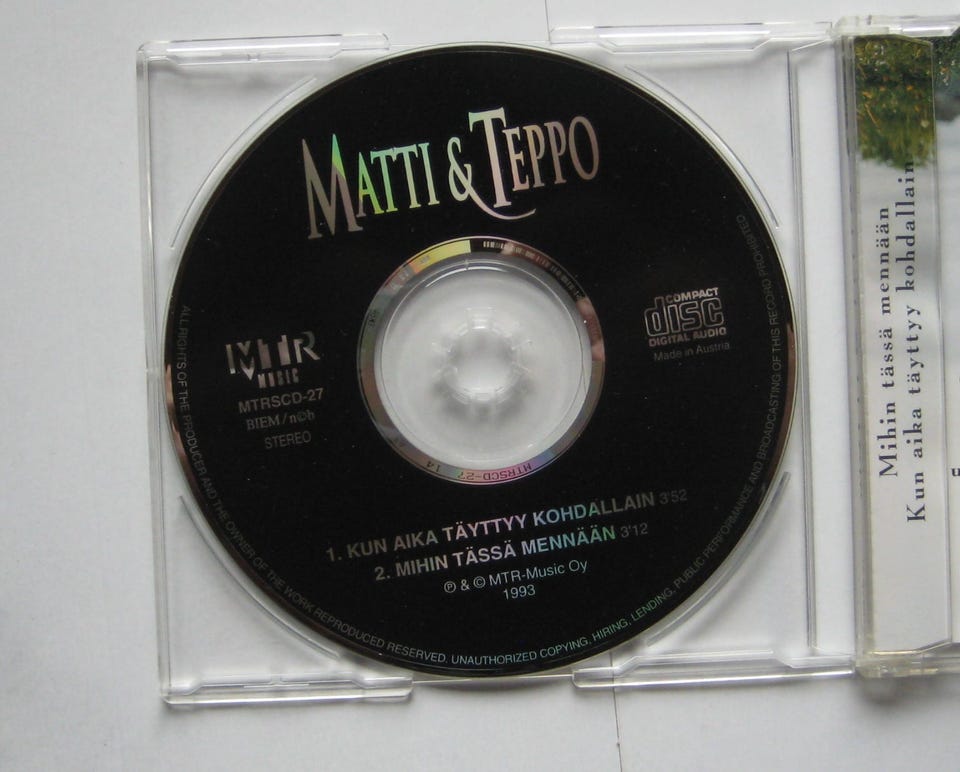 MATTI & TEPPO
MTR
MUSIC
MTRSCD-27
BIEM/n©b
STEREO
COMPACT
disc
DIGITAL AUDIO
Made in Austria
MTRSCD-27 14
1. KUN AIKA TÄYTTYY KOHDALLAIN 3'52
2. MIHIN TÄSSÄ MENNÄÄN 3'12
℗ & © MTR-Music Oy
1993
ALL RIGHTS OF THE PRODUCER AND THE OWNER OF THE WORK REPRODUCED RESERVED. UNAUTHORIZED COPYING, HIRING, LENDING, PUBLIC PERFORMANCE AND BROADCASTING OF THIS RECORD PROHIBITED
Mihin tässä mennään
Kun aika täyttyy kohdallain